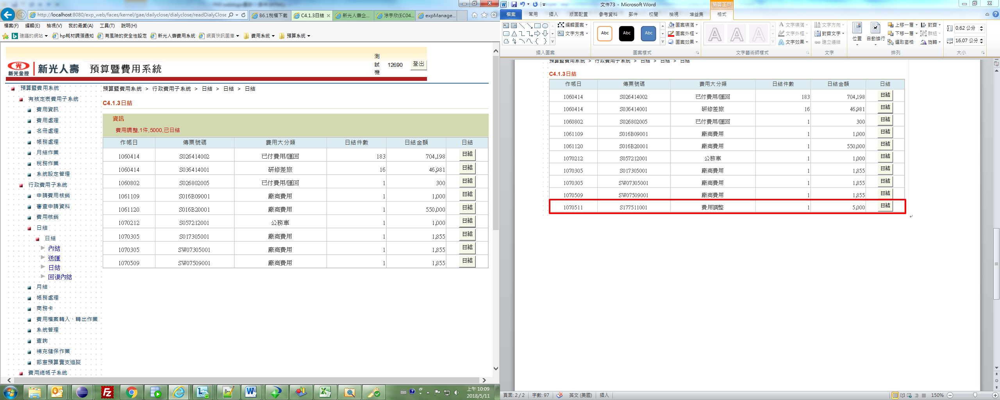 http://localhost:8080/exp_web/faces/kernel/gae/dailyclose/dialyclose/readDialyClose
B6.1稅檔下載
C4.1.3日結
新光人壽企...
涂宇欣(EC04...
expManage...
檔案(F) 編輯(E) 檢視(V) 我的最愛(A) 工具(T) 說明(H)
建議的網站 hp耗材調漲通知 有風險的安全性設定 新光人壽費用系統 網頁快訊圖庫 費用系統 預算系統
新光金控 新光人壽 預算暨費用系統
測試機 12690 登出
預算暨費用系統
有核定表費用子系統
費用資訊
費用處理
名冊處理
帳務處理
月結作業
稅務作業
系統設定管理
行政費用子系統
申請費用核銷
審查申請資料
費用核銷
日結
日結
內結
送匯
日結
回復內結
月結
帳務處理
商務卡
費用檔案轉入、轉出作業
系統管理
查詢
補充健保作業
部室預算實支追蹤
費用總帳子系統
預算暨費用系統 > 行政費用子系統 > 日結 > 日結 > 日結
C4.1.3日結
資訊
費用調整,1件,5000,已日結
作帳日 傳票號碼 費用大分類 日結件數 日結金額 日結
1060414 S026414002 已付費用/匯回 183 704,198 日結
1060414 S036414001 研修差旅 16 46,981 日結
1060802 S026802005 已付費用/匯回 1 300 日結
1061109 S016B09001 廠商費用 1 1,000 日結
1061120 S016B20001 廠商費用 1 550,000 日結
1070212 S057212001 公務車 1 1,000 日結
1070305 S017305001 廠商費用 1 1,855 日結
1070305 SW07305001 廠商費用 1 1,855 日結
1070509 SW07509001 廠商費用 1 1,855 日結
上午 10:09
2018/5/11
文件73 - Microsoft Word
繪圖工具
檔案 常用 插入 版面配置 參考資料 郵件 校閱 檢視 增益集 格式
編輯圖案
文字方塊
插入圖案
Abc Abc Abc
圖案填滿
圖案外框
圖案效果
圖案樣式
文字填滿
文字外框
文字效果
文字藝術師樣式
文字方向
對齊文字
建立連結
文字
位置
自動換行
上移一層
下移一層
選取窗格
對齊
群組
旋轉
排列
0.62 公分
16.07 公分
大小
預算暨費用系統 > 行政費用子系統 > 日結 > 日結 > 日結
C4.1.3日結
作帳日 傳票號碼 費用大分類 日結件數 日結金額 日結
1060414 S026414002 已付費用/匯回 183 704,198 日結
1060414 S036414001 研修差旅 16 46,981 日結
1060802 S026802005 已付費用/匯回 1 300 日結
1061109 S016B09001 廠商費用 1 1,000 日結
1061120 S016B20001 廠商費用 1 550,000 日結
1070212 S057212001 公務車 1 1,000 日結
1070305 S017305001 廠商費用 1 1,855 日結
1070305 SW07305001 廠商費用 1 1,855 日結
1070509 SW07509001 廠商費用 1 1,855 日結
1070511 S177511001 費用調整 1 5,000 日結
頁面: 2 / 2 字數: 97 英文 (美國) 插入 150%